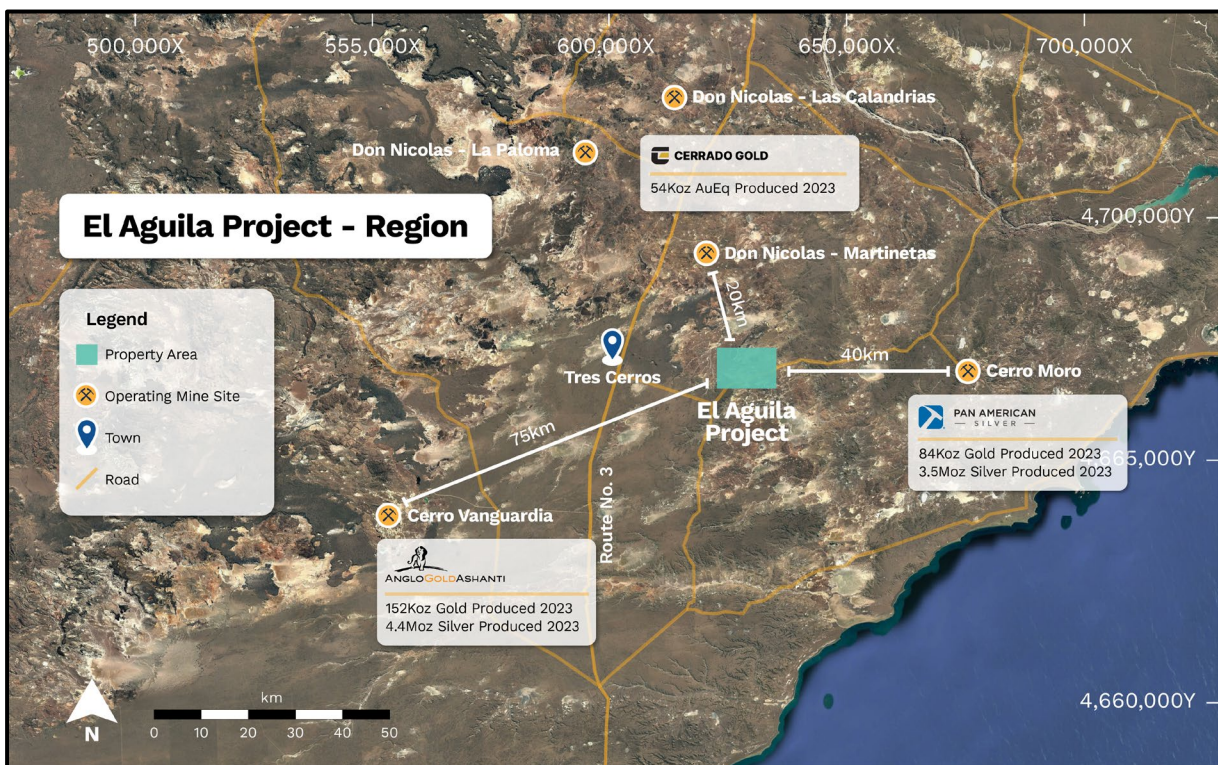 500,000X
555,000X
600,000X
650,000X
700,000X
Don Nicolas - Las Calandrias
Don Nicolas - La Paloma
CERRADO GOLD
54Koz AuEq Produced 2023
4,700,000Y
El Aguila Project - Region
Don Nicolas - Martinetas
20km
Legend
Property Area
Operating Mine Site
Town
Road
Tres Cerros
40km
Cerro Moro
El Aguila
Project
75km
PAN AMERICAN
SILVER
84Koz Gold Produced 2023
3.5Moz Silver Produced 2023
665,000Y
Route No. 3
Cerro Vanguardia
ANGLOGOLDASHANTI
152Koz Gold Produced 2023
4.4Moz Silver Produced 2023
N
km
0 10 20 30 40 50
4,660,000Y